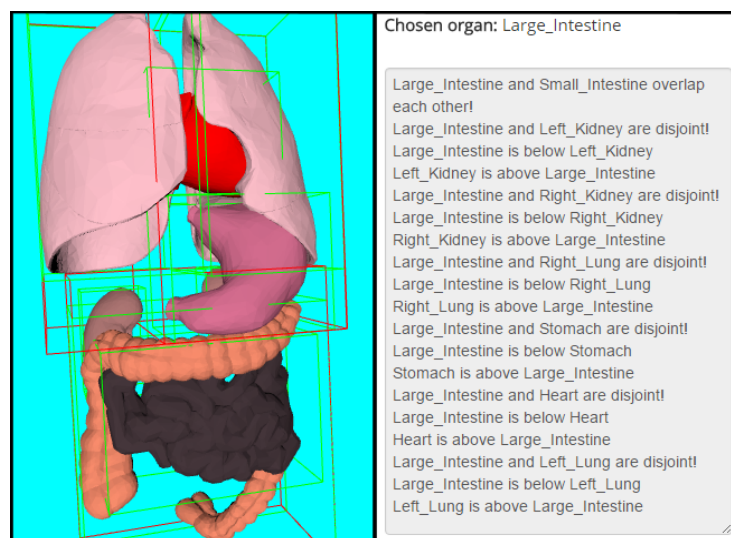 Chosen organ: Large_Intestine
Large_Intestine and Small_Intestine overlap
each other!
Large_Intestine and Left_Kidney are disjoint!
Large_Intestine is below Left_Kidney
Left_Kidney is above Large_Intestine
Large_Intestine and Right_Kidney are disjoint!
Large_Intestine is below Right_Kidney
Right_Kidney is above Large_Intestine
Large_Intestine and Right_Lung are disjoint!
Large_Intestine is below Right_Lung
Right_Lung is above Large_Intestine
Large_Intestine and Stomach are disjoint!
Large_Intestine is below Stomach
Stomach is above Large_Intestine
Large_Intestine and Heart are disjoint!
Large_Intestine is below Heart
Heart is above Large_Intestine
Large_Intestine and Left_Lung are disjoint!
Large_Intestine is below Left_Lung
Left_Lung is above Large_Intestine